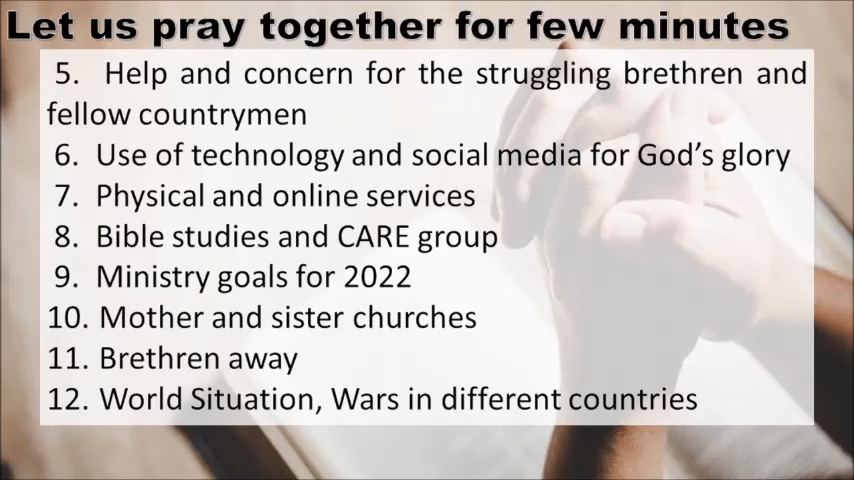 Let us pray together for few minutes
5. Help and concern for the struggling brethren and
fellow countrymen
6. Use of technology and social media for God's glory
7. Physical and online services
8. Bible studies and CARE group
9. Ministry goals for 2022
10. Mother and sister churches
11. Brethren away
12. World Situation, Wars in different countries